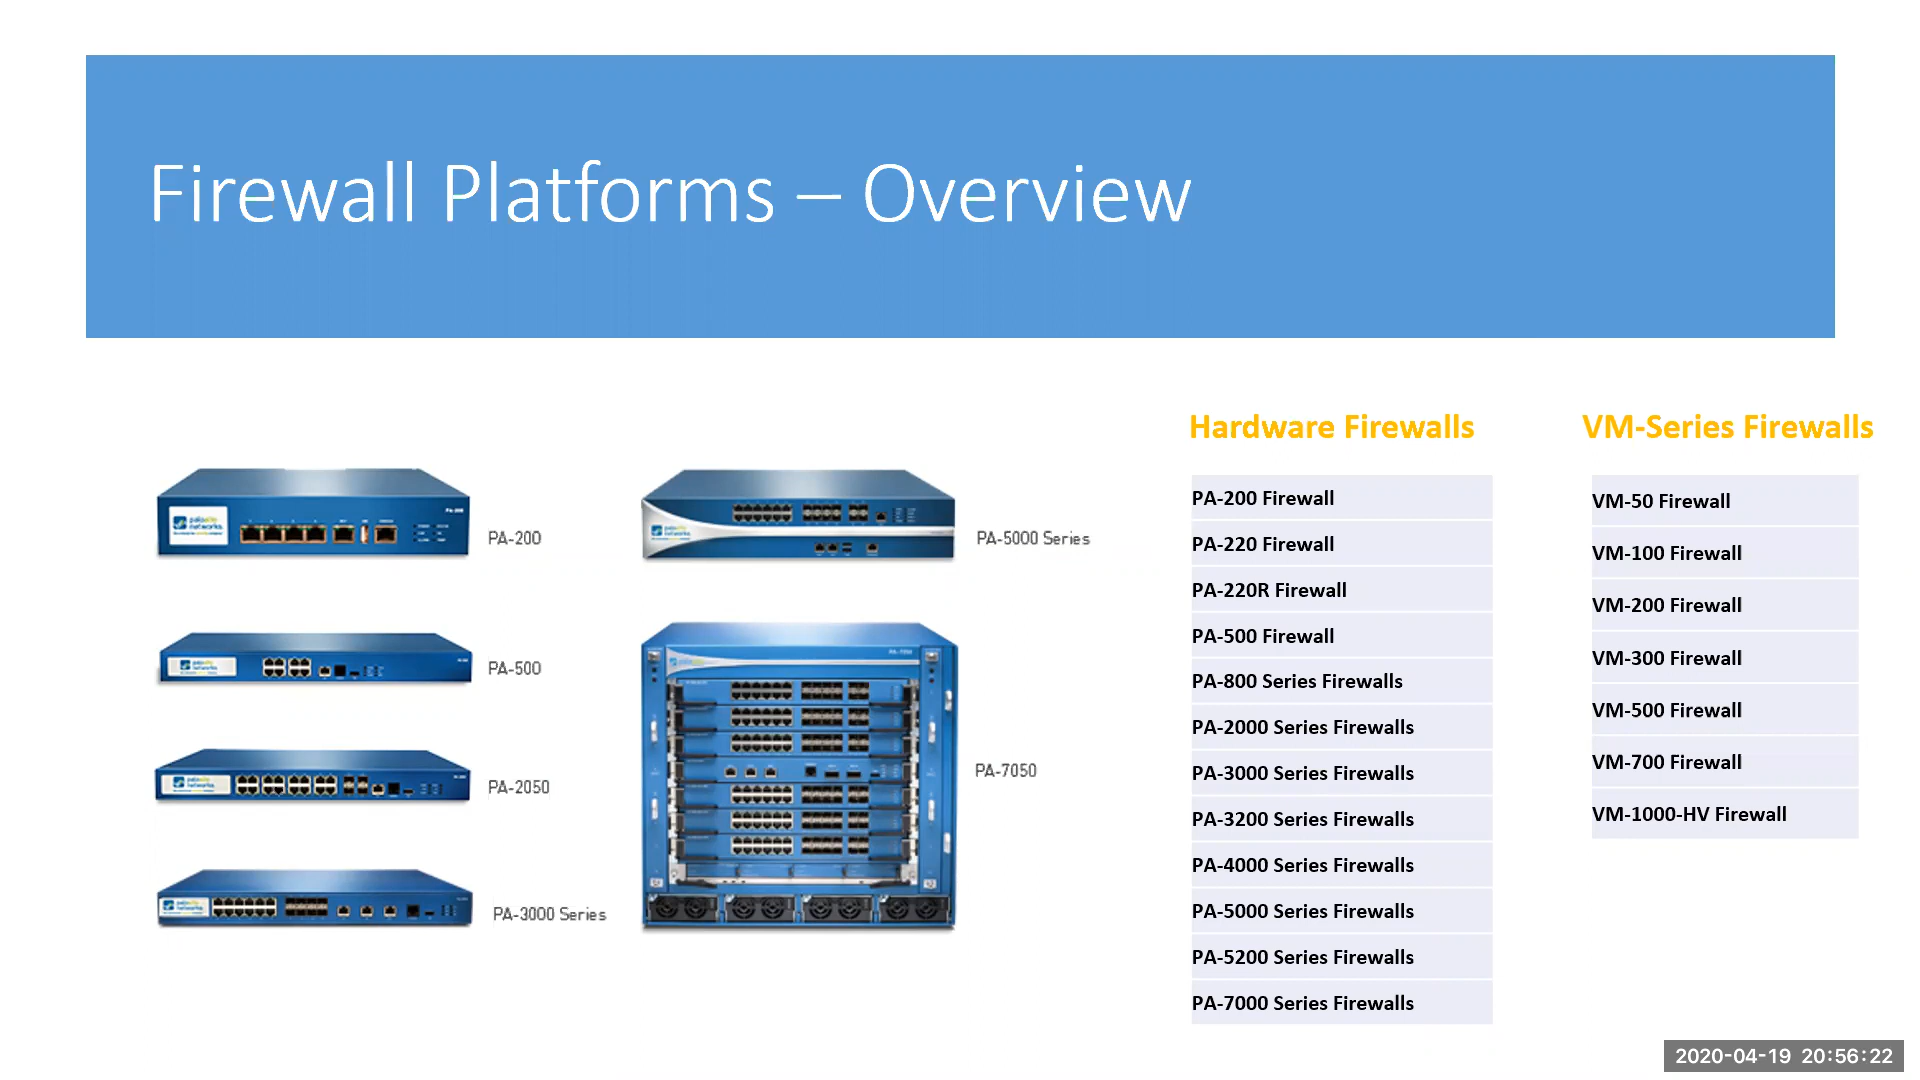 Firewall Platforms – Overview
PA-200
PA-500
PA-2050
PA-3000 Series
PA-5000 Series
PA-7050
Hardware Firewalls
PA-200 Firewall
PA-220 Firewall
PA-220R Firewall
PA-500 Firewall
PA-800 Series Firewalls
PA-2000 Series Firewalls
PA-3000 Series Firewalls
PA-3200 Series Firewalls
PA-4000 Series Firewalls
PA-5000 Series Firewalls
PA-5200 Series Firewalls
PA-7000 Series Firewalls
VM-Series Firewalls
VM-50 Firewall
VM-100 Firewall
VM-200 Firewall
VM-300 Firewall
VM-500 Firewall
VM-700 Firewall
VM-1000-HV Firewall
2020-04-19 20:56:22